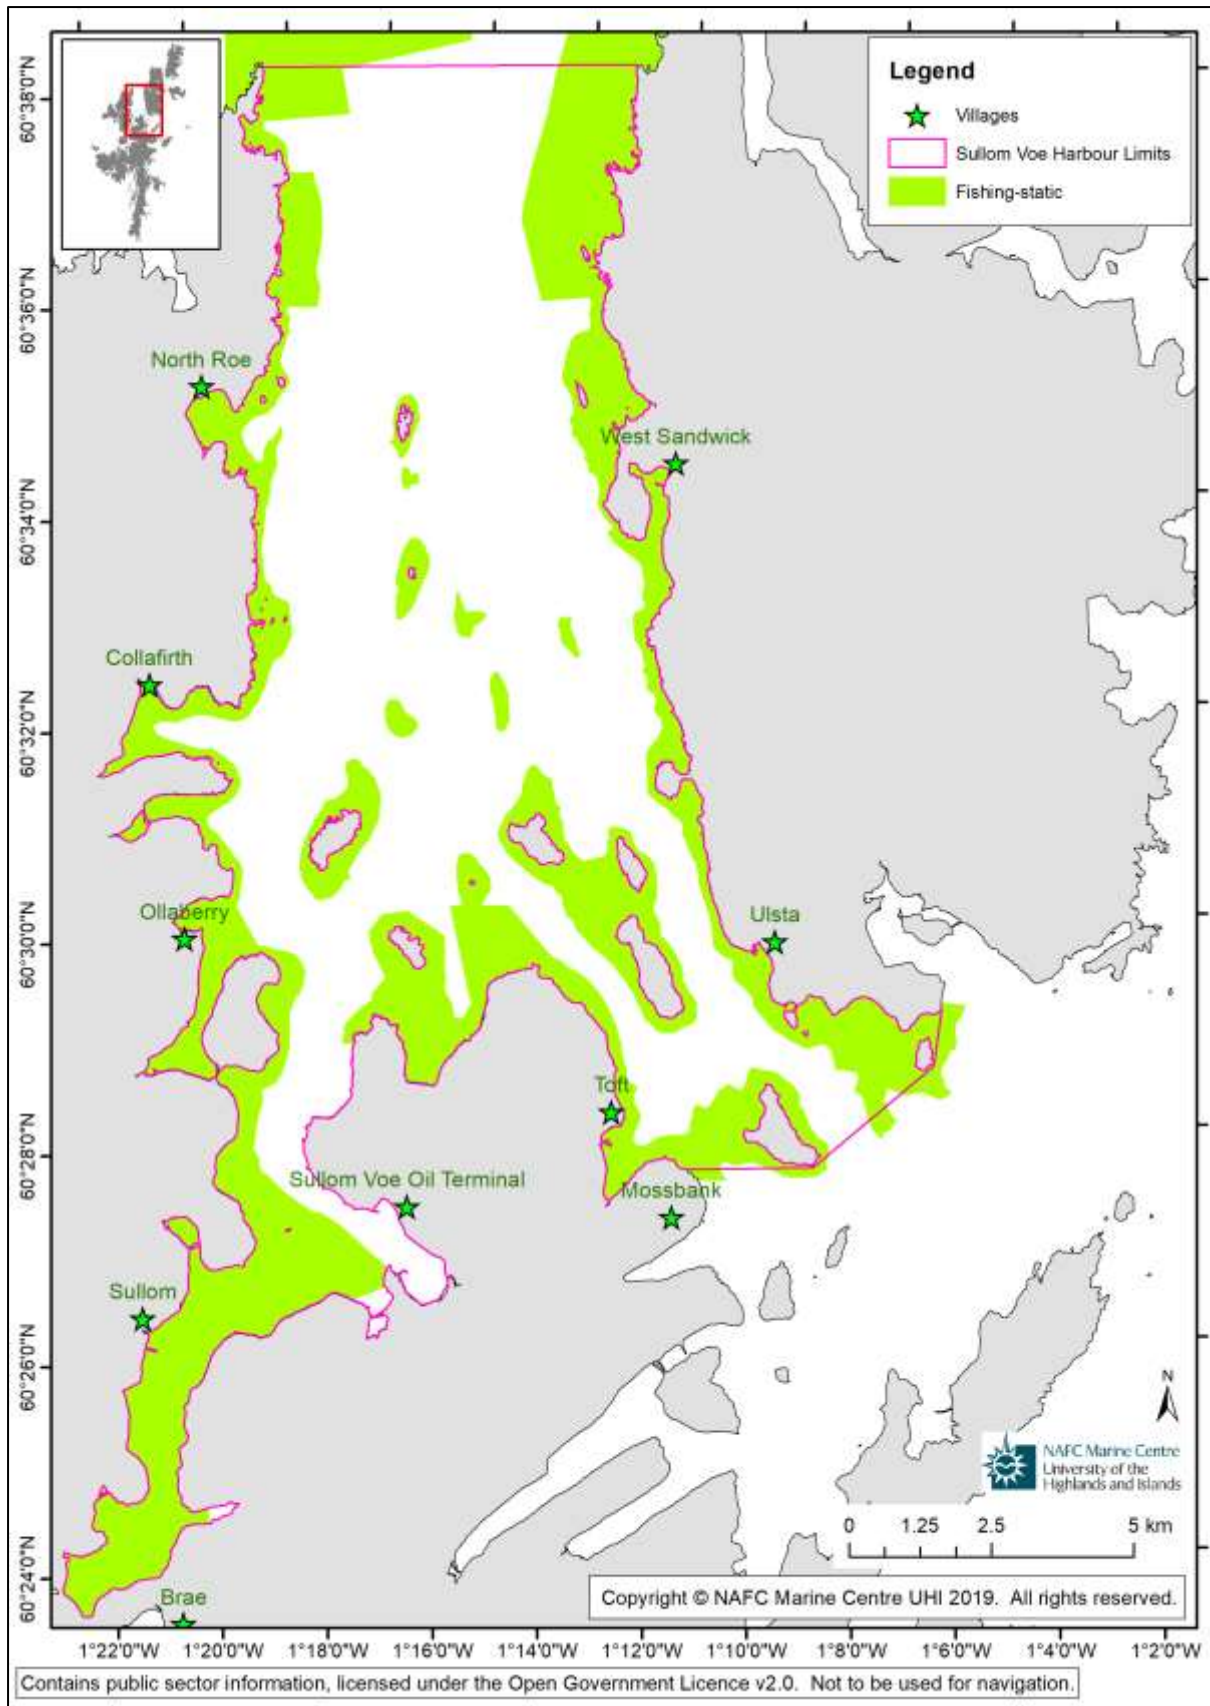 Legend
Villages
Sullom Voe Harbour Limits
Fishing-static
60°38'0"N
60°36'0"N
60°34'0"N
60°32'0"N
60°30'0"N
60°28'0"N
60°26'0"N
60°24'0"N
North Roe
West Sandwick
Collafirth
Ollaberry
Ulsta
Toft
Sullom Voe Oil Terminal
Mossbank
Sullom
Brae
N
NAFC Marine Centre
University of the
Highlands and Islands
0 1.25 2.5 5 km
Copyright © NAFC Marine Centre UHI 2019. All rights reserved.
1°22'0"W 1°20'0"W 1°18'0"W 1°16'0"W 1°14'0"W 1°12'0"W 1°10'0"W 1°8'0"W 1°6'0"W 1°4'0"W 1°2'0"W
Contains public sector information, licensed under the Open Government Licence v2.0. Not to be used for navigation.